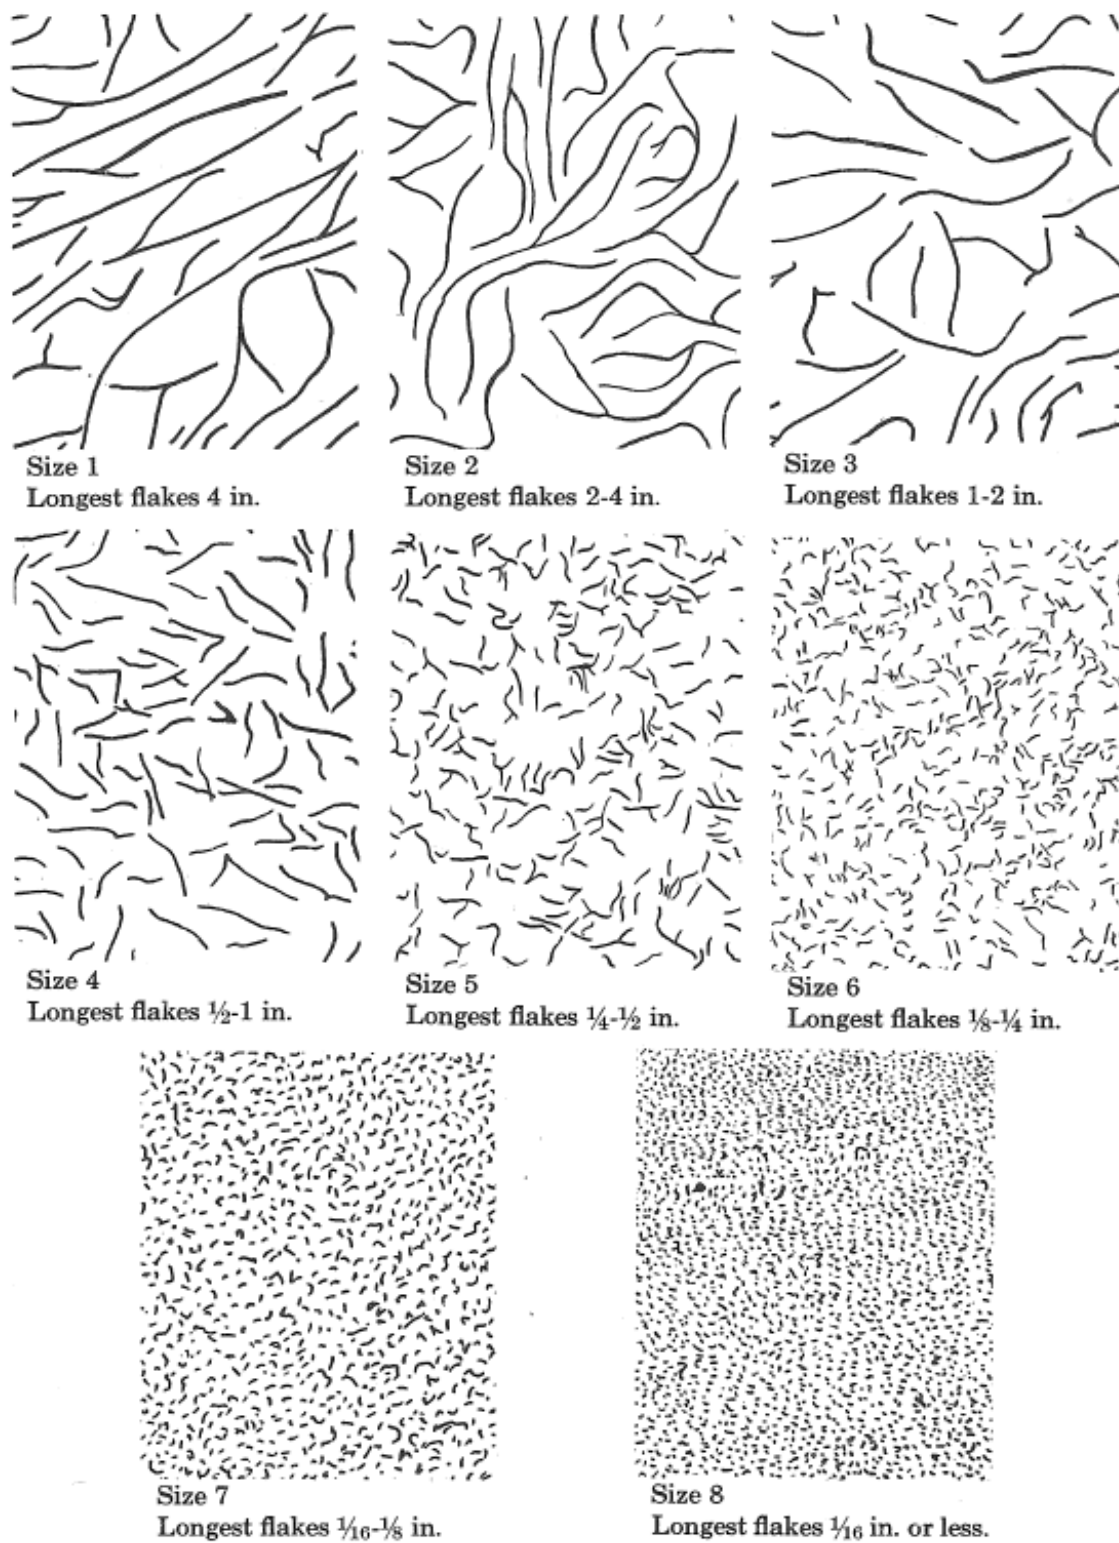 Size 1
Longest flakes 4 in.
Size 2
Longest flakes 2-4 in.
Size 3
Longest flakes 1-2 in.
Size 4
Longest flakes ½-1 in.
Size 5
Longest flakes ¼-½ in.
Size 6
Longest flakes ⅛-¼ in.
Size 7
Longest flakes 1⁄16-⅛ in.
Size 8
Longest flakes 1⁄16 in. or less.